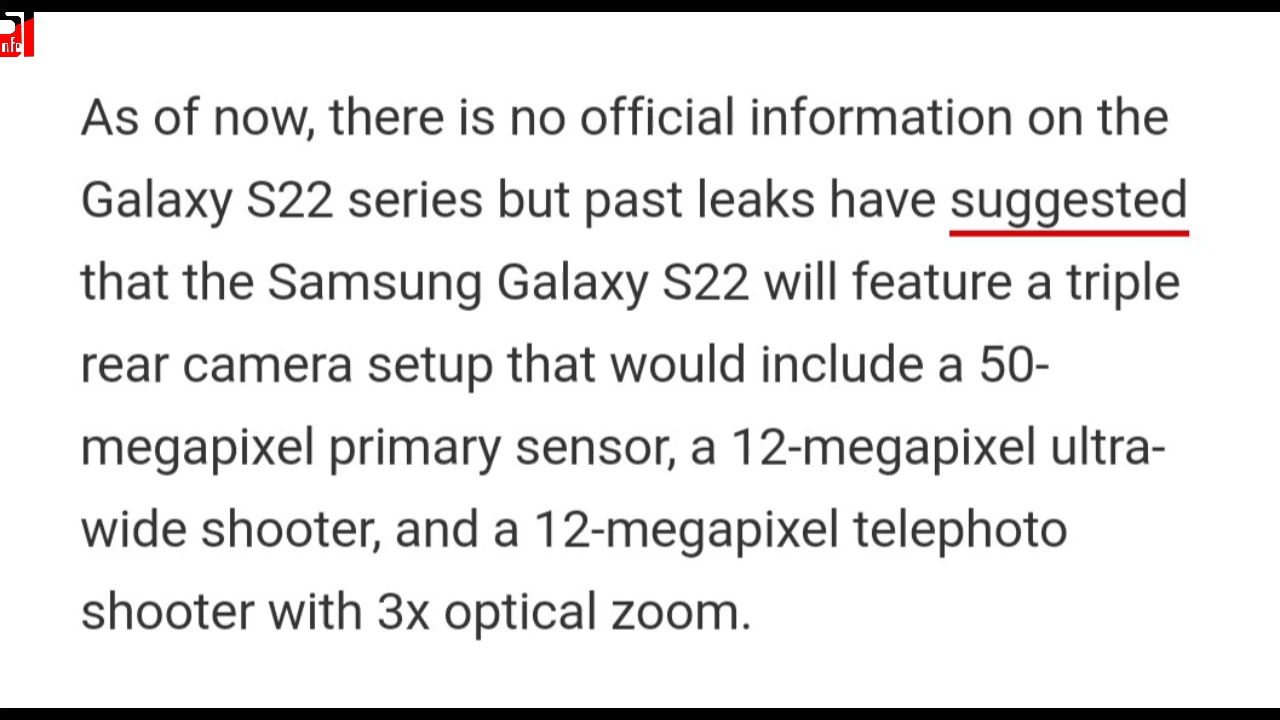 nfo
As of now, there is no official information on the
Galaxy S22 series but past leaks have suggested
that the Samsung Galaxy S22 will feature a triple
rear camera setup that would include a 50-
megapixel primary sensor, a 12-megapixel ultra-
wide shooter, and a 12-megapixel telephoto
shooter with 3x optical zoom.